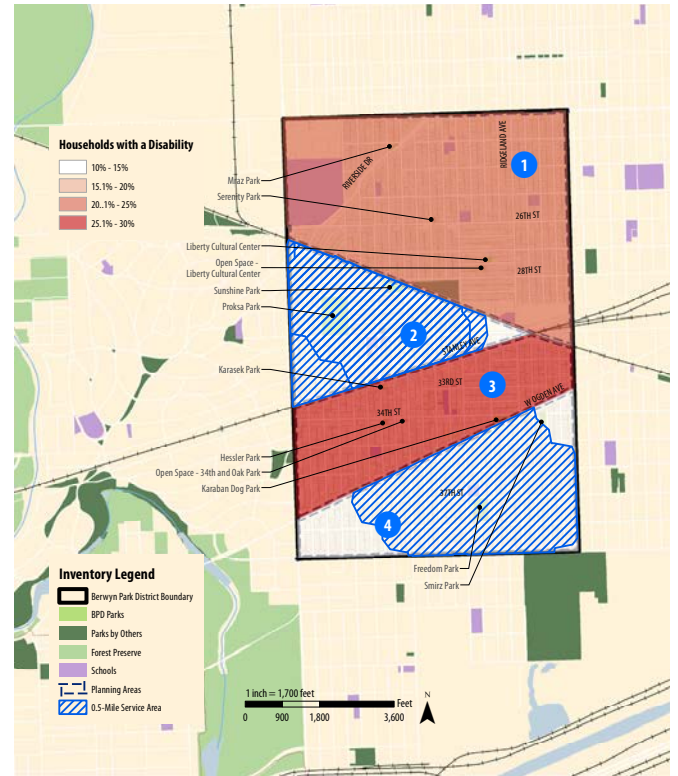 Households with a Disability
10% - 15%
15.1% - 20%
20..1% - 25%
25.1% - 30%
RIDGELAND AVE
RIVERSIDE DR
1
Mraz Park
Serenity Park
26TH ST
Liberty Cultural Center
Open Space -
Liberty Cultural Center
28TH ST
Sunshine Park
Proksa Park
2
STANLEY AVE
Karasek Park
33RD ST
3
W OGDEN AVE
34TH ST
Hessler Park
Open Space - 34th and Oak Park
Karaban Dog Park
37TH ST
4
Freedom Park
Smirz Park
Inventory Legend
Berwyn Park District Boundary
BPD Parks
Parks by Others
Forest Preserve
Schools
Planning Areas
0.5-Mile Service Area
1 inch = 1,700 feet
Feet
0 900 1,800 3,600
N